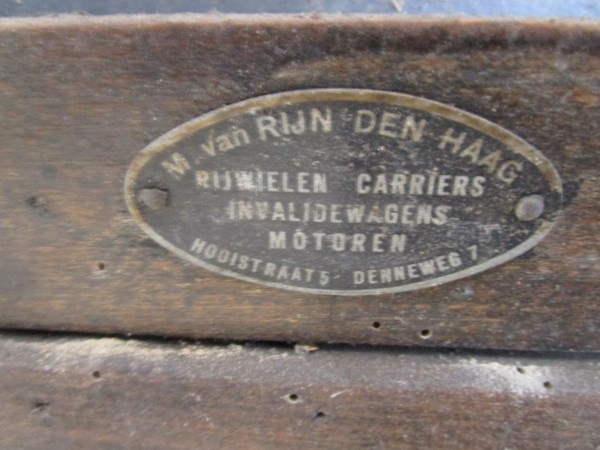 M. van RIJN DEN HAAG
RIJWIELEN CARRIERS
INVALIDEWAGENS
MOTOREN
HOOISTRAAT 5 DENNEWEG 7